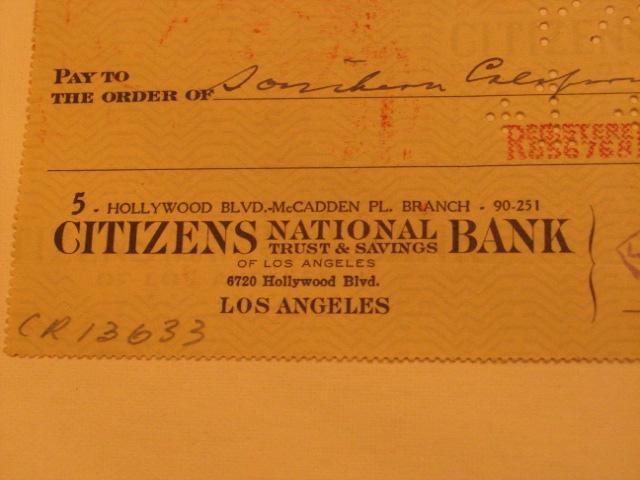 PAY TO
THE ORDER OF Southern
5 - HOLLYWOOD BLVD.-McCADDEN PL. BRANCH - 90-251
CITIZENS NATIONAL TRUST & SAVINGS BANK
OF LOS ANGELES
6720 Hollywood Blvd.
LOS ANGELES
CR13633